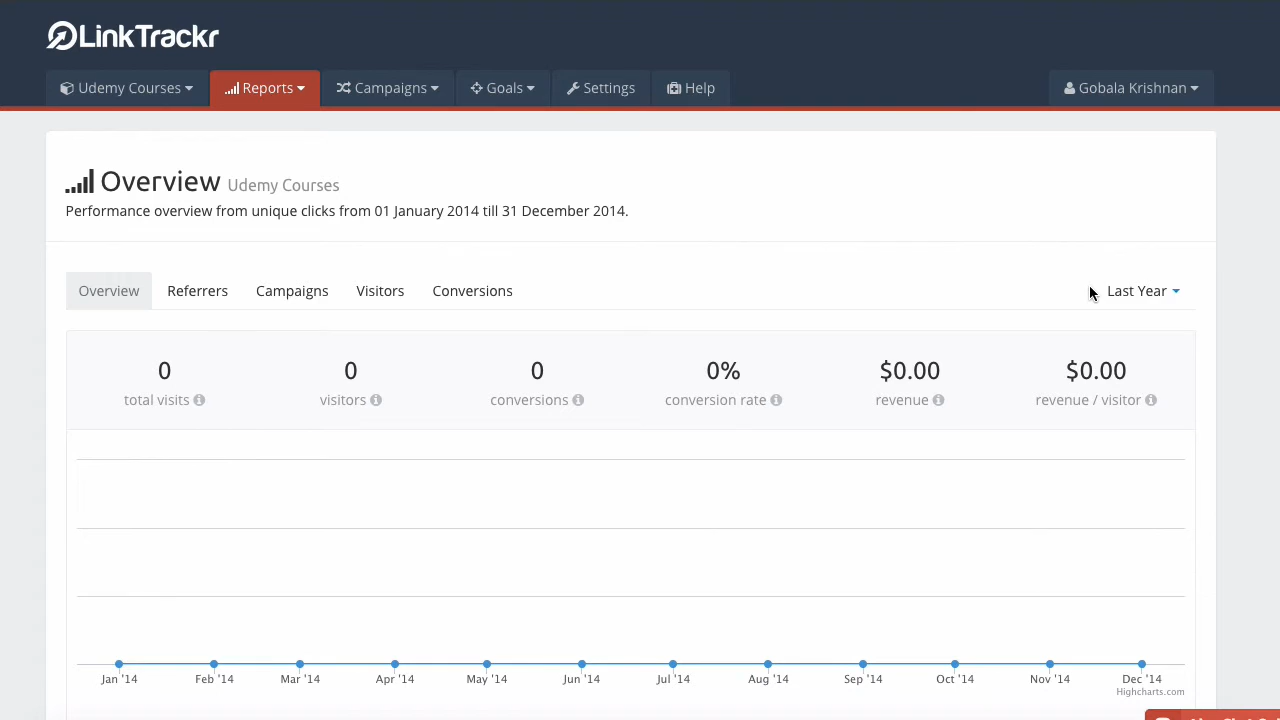 LinkTrackr
Udemy Courses Reports Campaigns Goals Settings Help Gobala Krishnan
Overview Udemy Courses
Performance overview from unique clicks from 01 January 2014 till 31 December 2014.
Overview Referrers Campaigns Visitors Conversions Last Year
0 0 0 0% $0.00 $0.00
total visits visitors conversions conversion rate revenue revenue / visitor
Jan '14 Feb '14 Mar '14 Apr '14 May '14 Jun '14 Jul '14 Aug '14 Sep '14 Oct '14 Nov '14 Dec '14
Highcharts.com